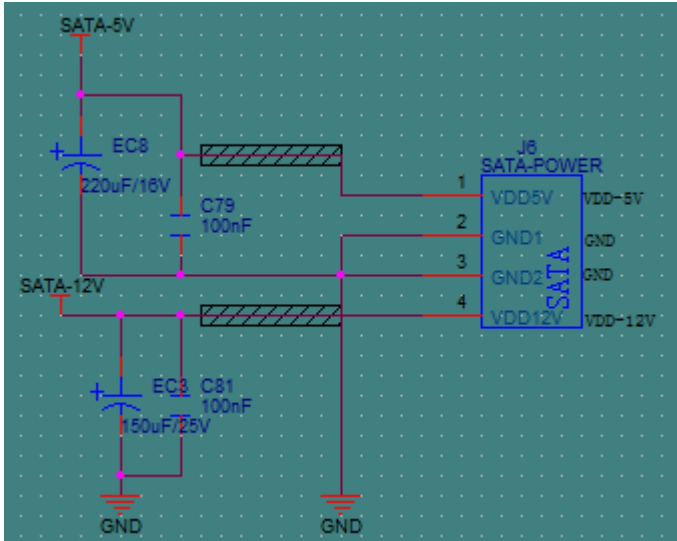 SATA-5V
EC8
220uF/16V
C79
100nF
J6
SATA-POWER
1
VDD5V
VDD-5V
2
GND1
GND
3
GND2
GND
SATA
4
VDD12V
VDD-12V
SATA-12V
EC3
C81
100nF
150uF/25V
GND
GND